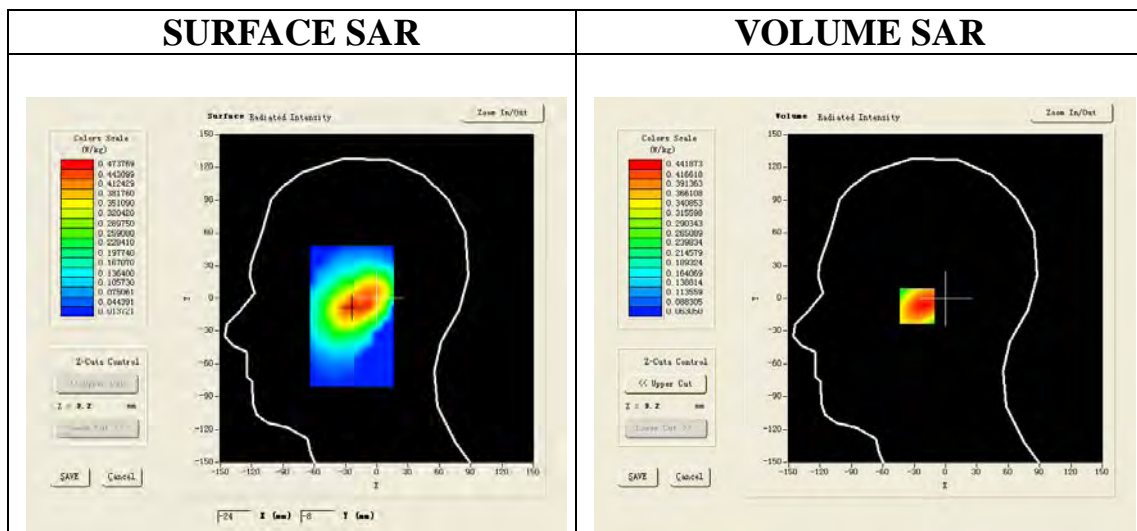 SURFACE SAR
VOLUME SAR
Surface Radiated Intensity
Zoom In/Out
Colors Scale
(W/kg)
0.473769
0.443099
0.412429
0.381760
0.351090
0.320420
0.289750
0.259080
0.228410
0.197740
0.167070
0.136400
0.105730
0.075061
0.044391
0.013721
150
120
90
60
30
0
-30
-60
-90
-120
-150
Y
-150 -120 -90 -60 -30 0 30 60 90 120 150
X
Z-Cuts Control
<< Upper Cut
Z = 3.2 mm
Lower Cut >>
SAVE
Cancel
-24 X (mm) -8 Y (mm)
Volume Radiated Intensity
Zoom In/Out
Colors Scale
(W/kg)
0.441873
0.416618
0.391363
0.366108
0.340853
0.315598
0.290343
0.265089
0.239834
0.214579
0.189324
0.164069
0.138814
0.113559
0.088305
0.063050
150
120
90
60
30
0
-30
-60
-90
-120
-150
Y
-150 -120 -90 -60 -30 0 30 60 90 120 150
X
Z-Cuts Control
<< Upper Cut
Z = 3.2 mm
Lower Cut >>
SAVE
Cancel